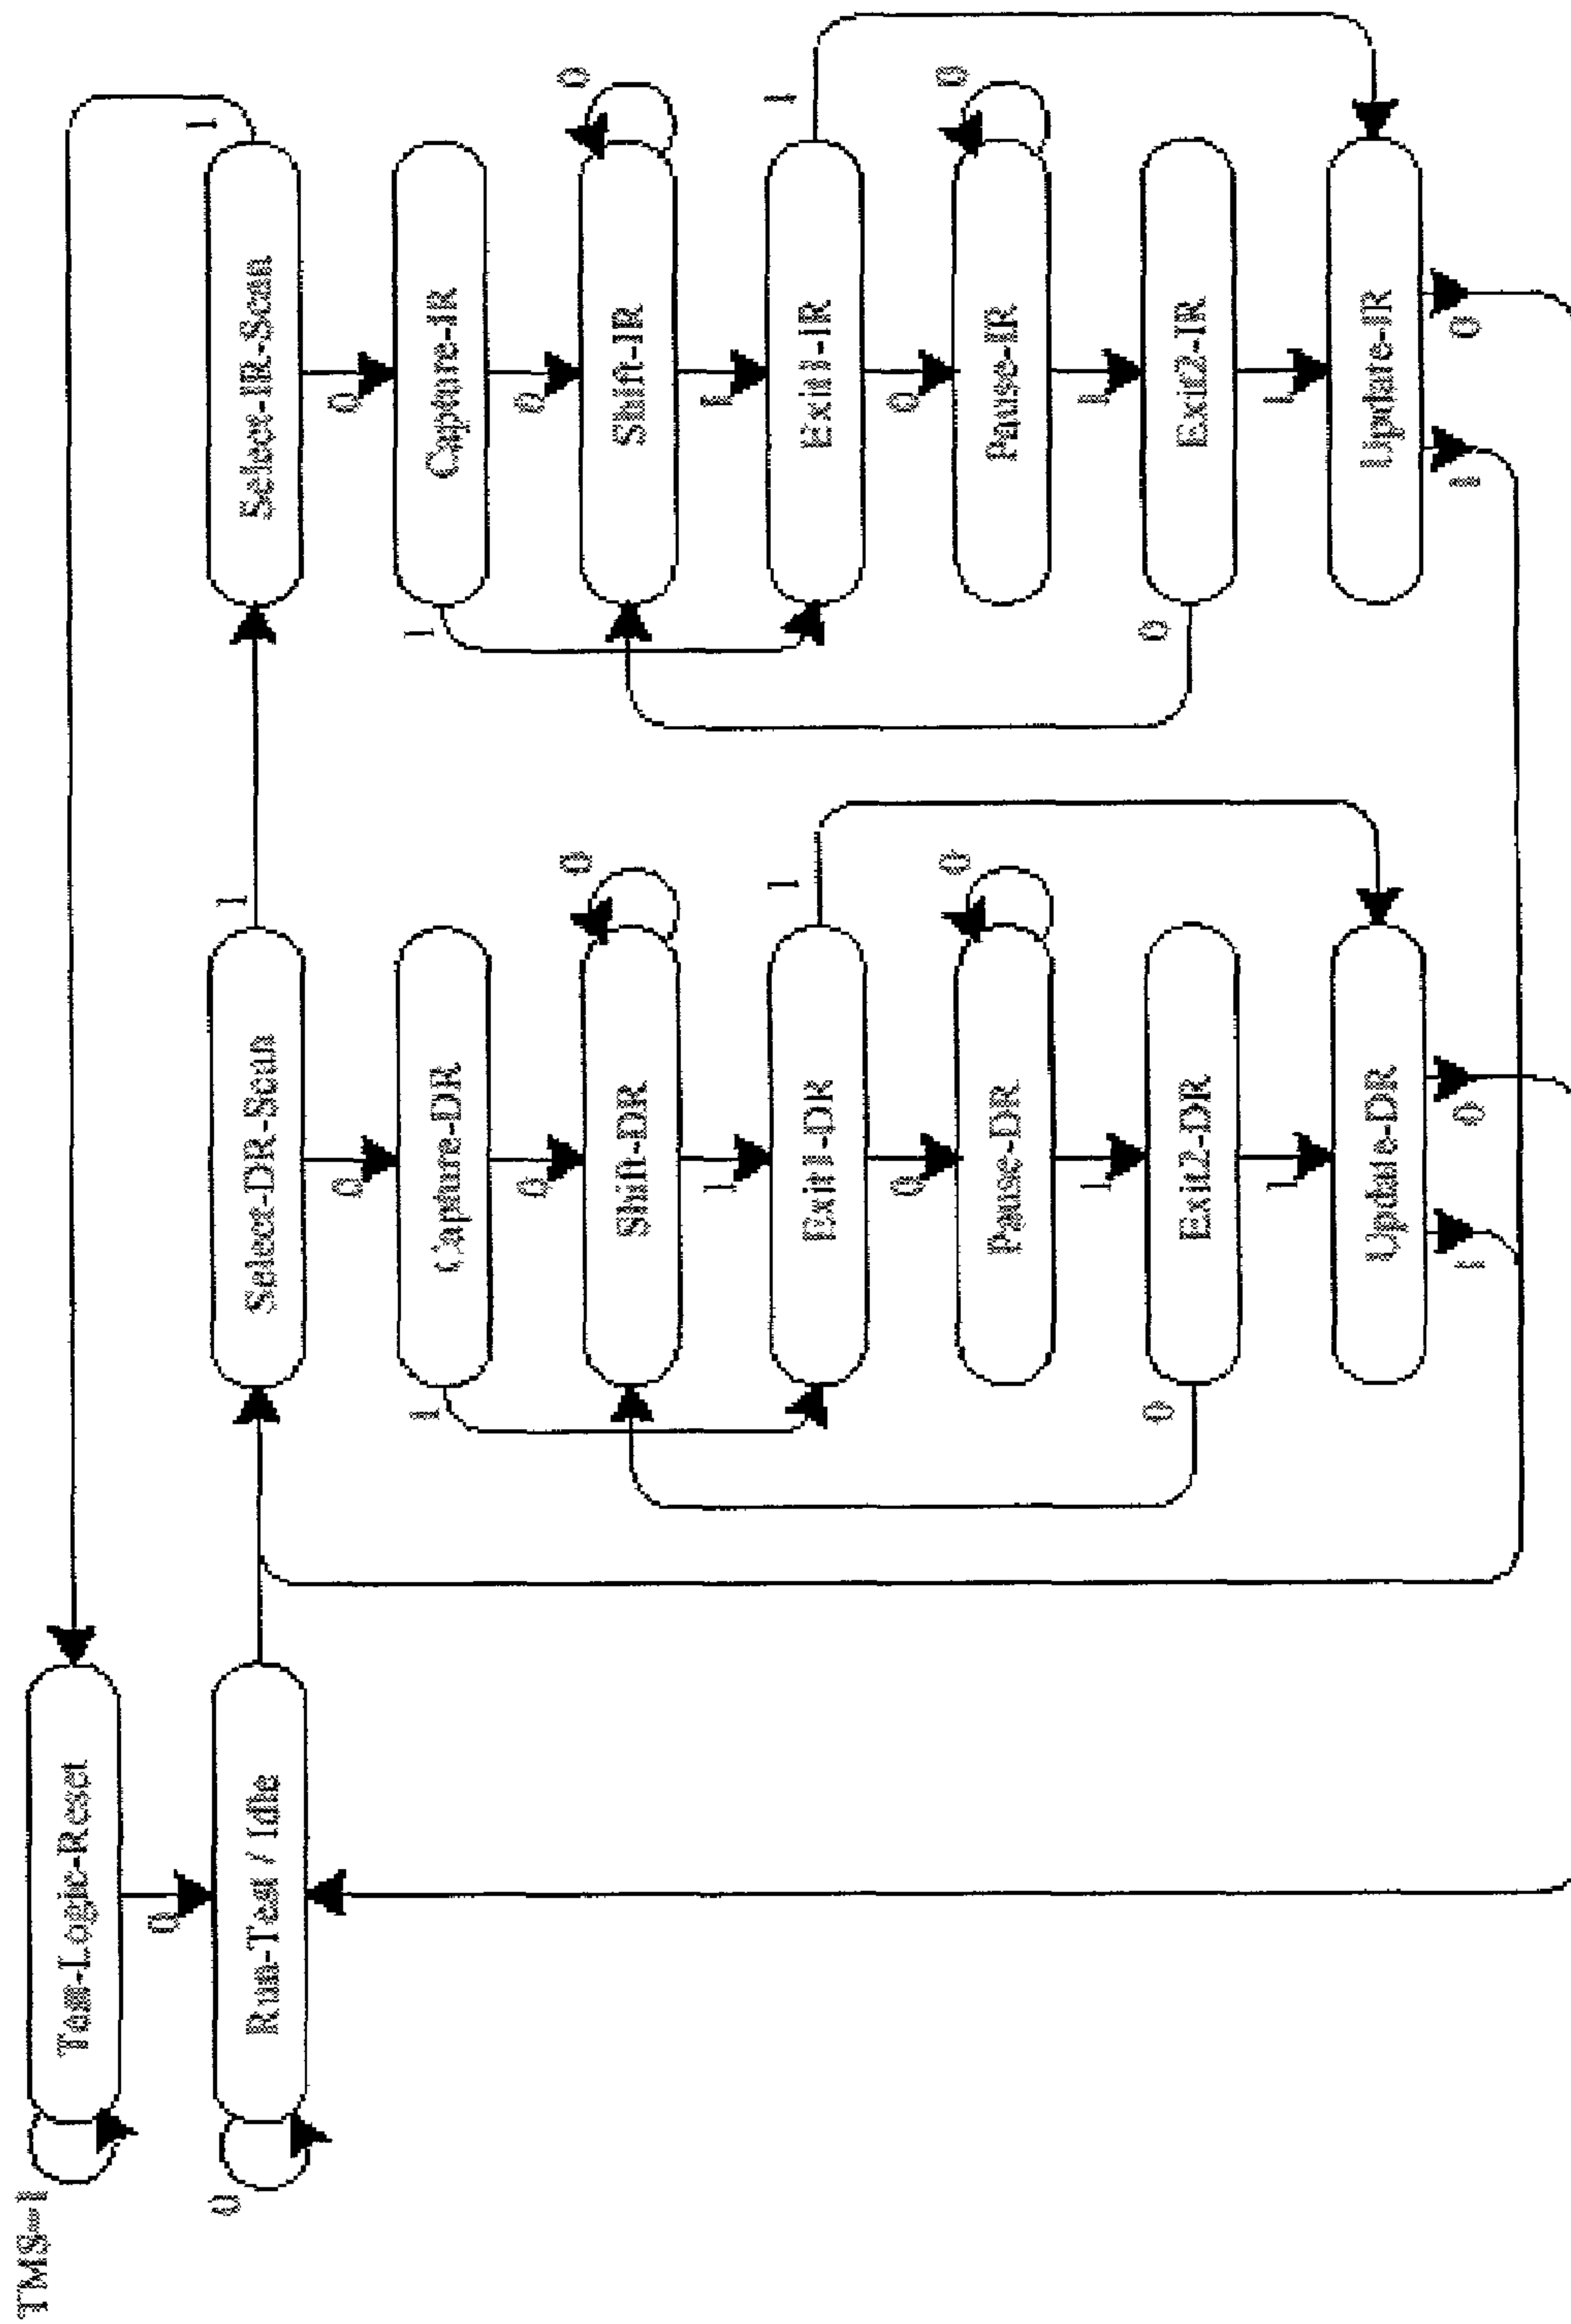 TMS=1
Test-Logic-Reset
0
Run-Test / Idle
0
Select-DR-Scan
1
0
Capture-DR
1
0
Shift-DR
0
1
Exit1-DR
1
0
Pause-DR
0
1
Exit2-DR
0
1
Update-DR
1
0
Select-IR-Scan
1
0
Capture-IR
1
0
Shift-IR
0
1
Exit1-IR
1
0
Pause-IR
0
1
Exit2-IR
0
1
Update-IR
1
0